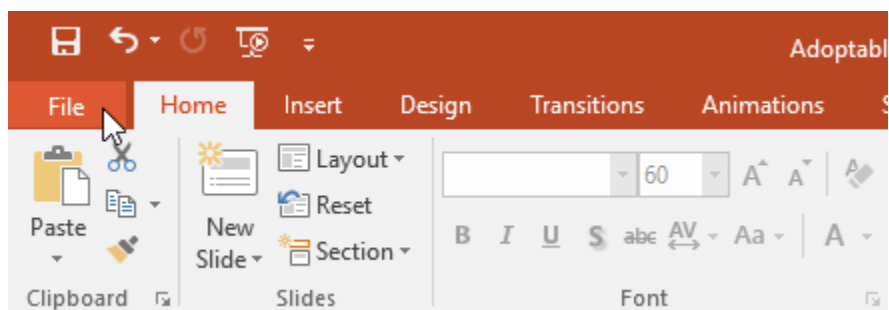 Adoptabl
File Home Insert Design Transitions Animations S
Paste
New
Slide
Layout
Reset
Section
60
A A A
B I U S abc AV Aa A
Clipboard Slides Font